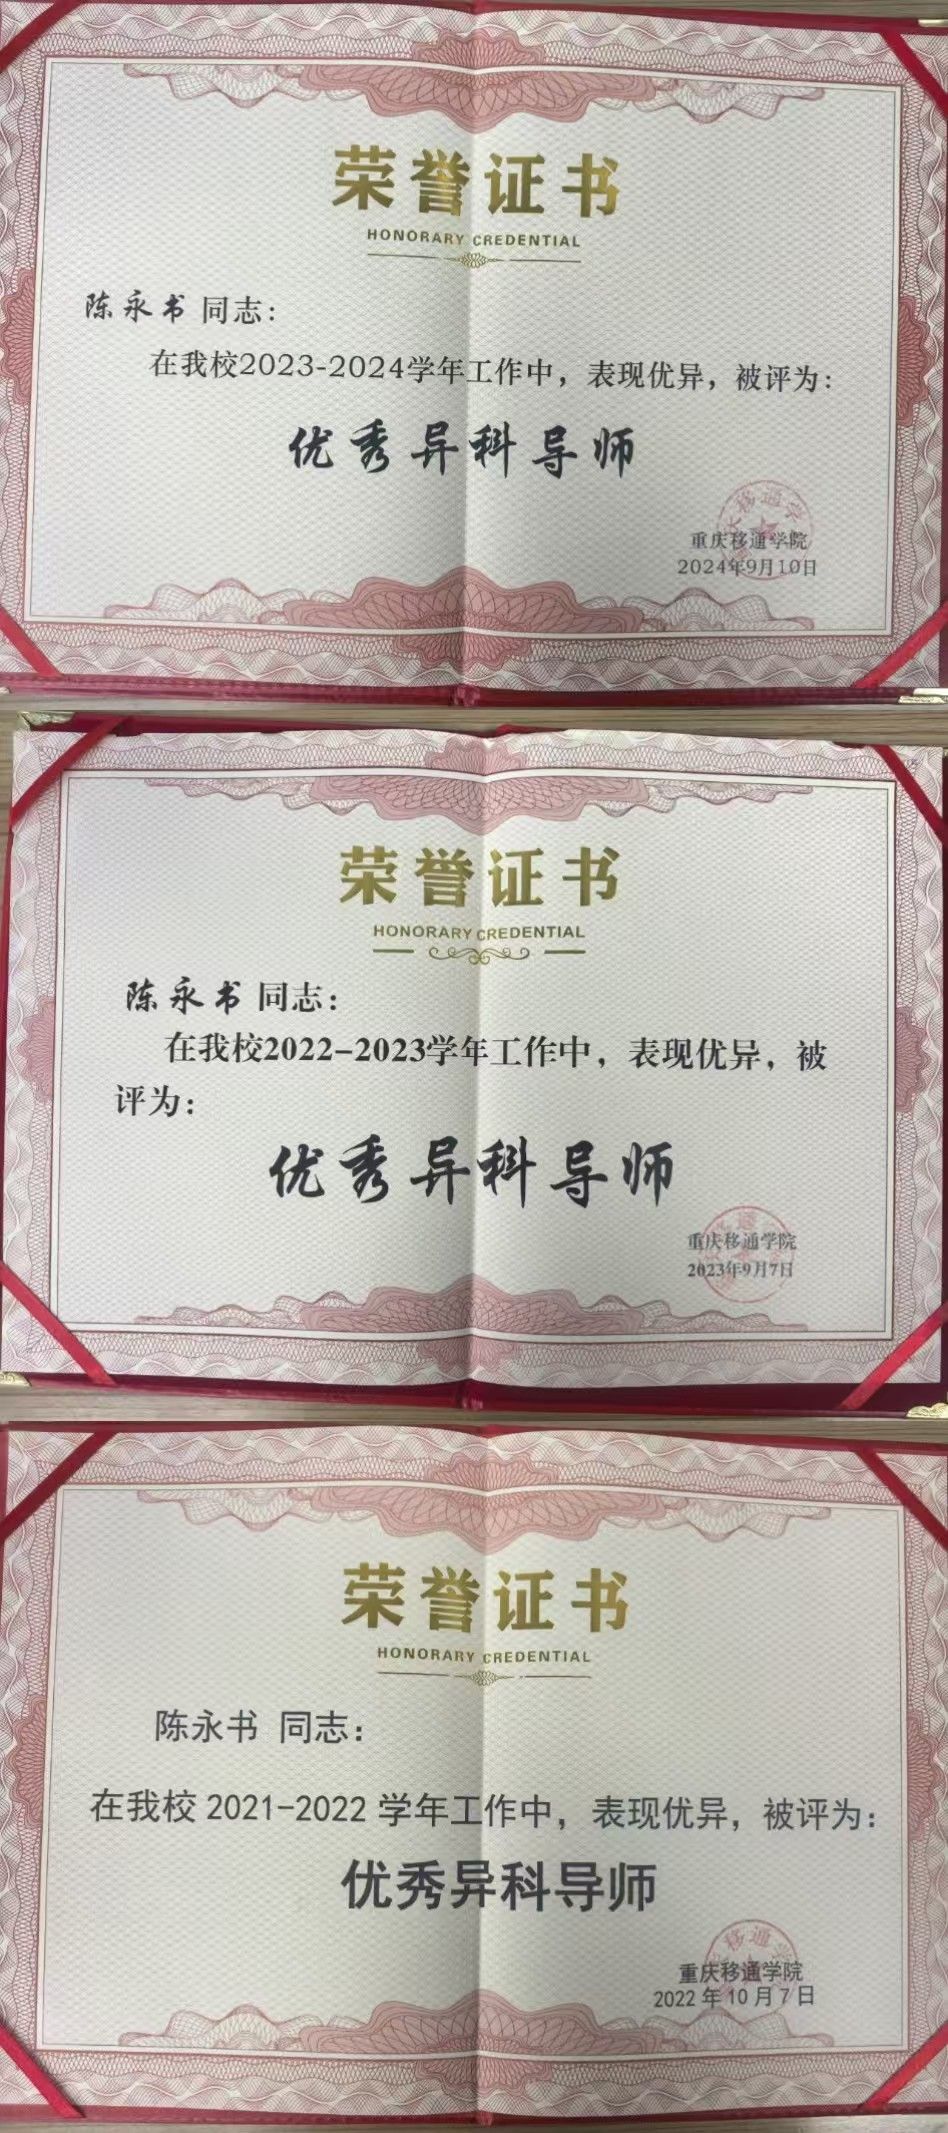 荣誉证书
HONORARY CREDENTIAL
陈永书 同志：
在我校2023-2024学年工作中，表现优异，被评为：
优秀异科导师
重庆移通学院
2024年9月10日
荣誉证书
HONORARY CREDENTIAL
陈永书 同志：
在我校2022-2023学年工作中，表现优异，被
评为：
优秀异科导师
重庆移通学院
2023年9月7日
荣誉证书
HONORARY CREDENTIAL
陈永书 同志：
在我校 2021-2022 学年工作中，表现优异，被评为：
优秀异科导师
重庆移通学院
2022 年 10 月 7 日